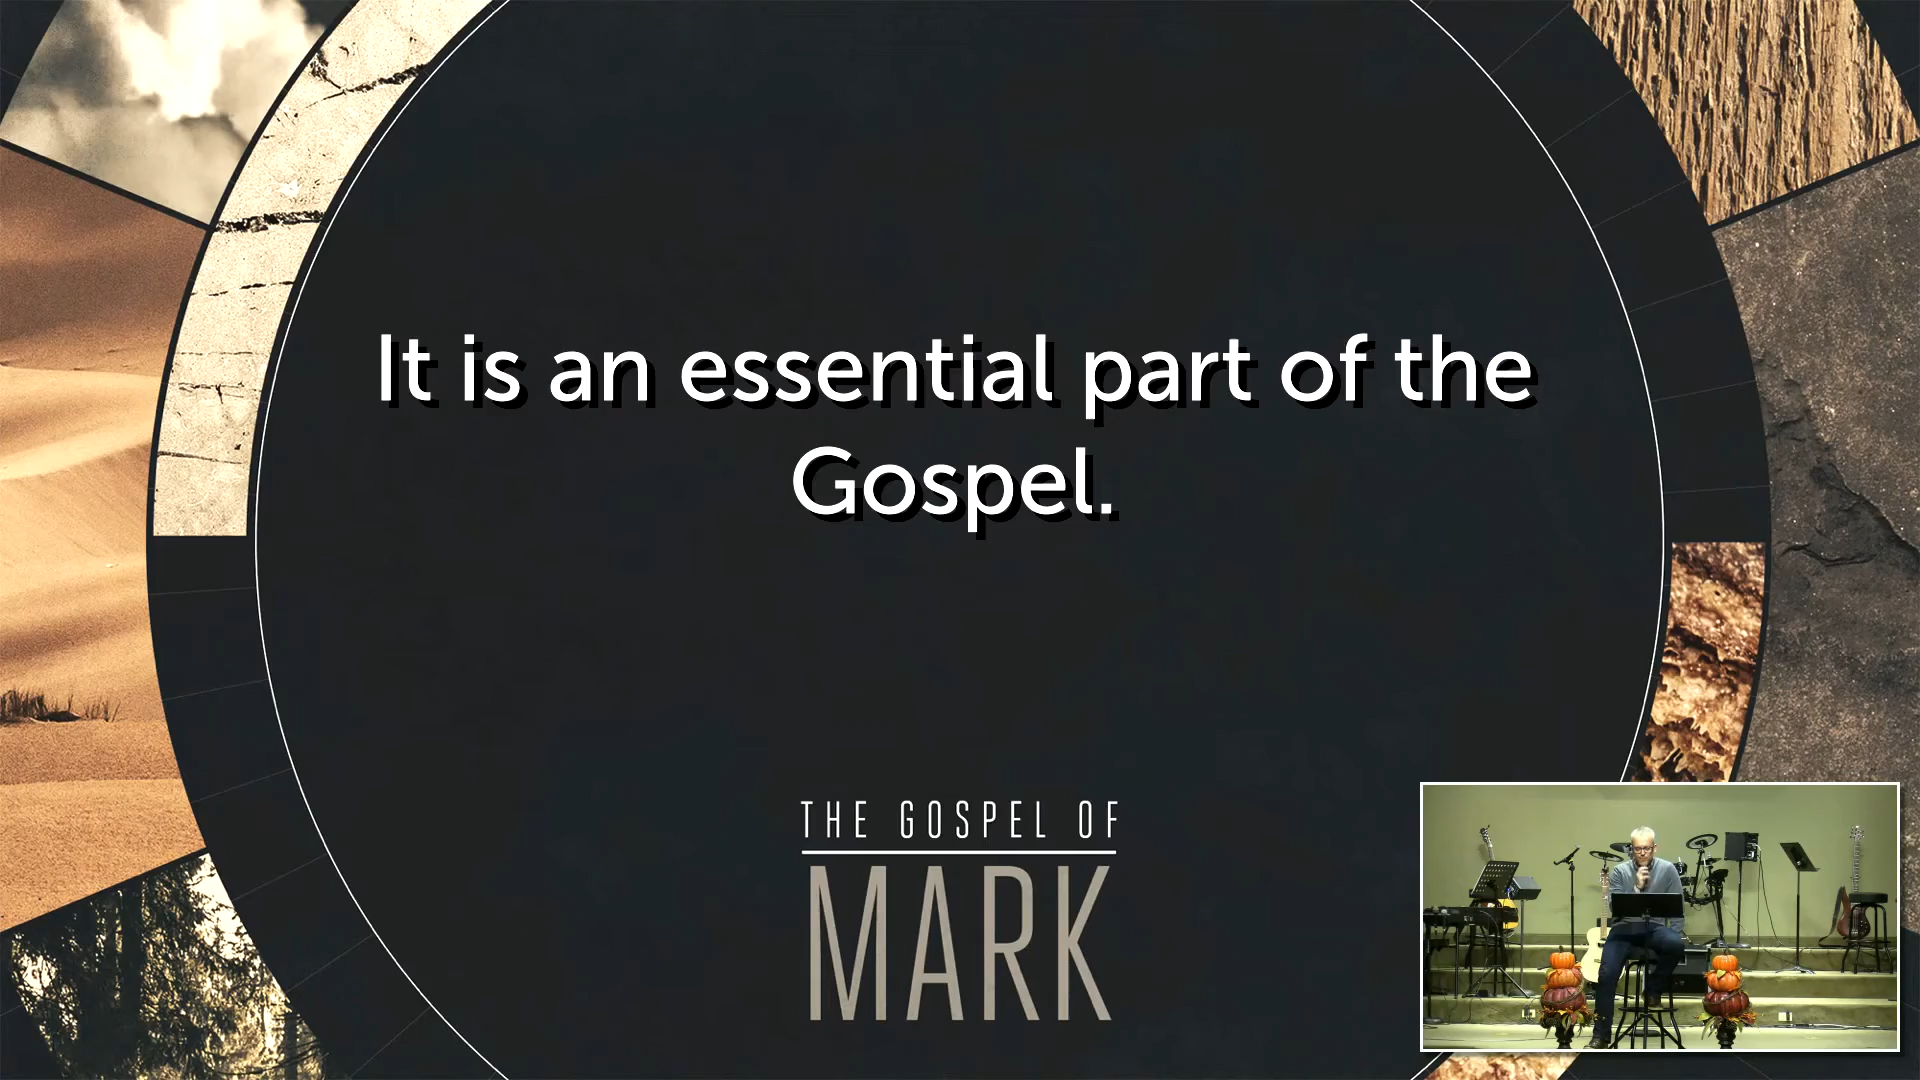 It is an essential part of the
Gospel.
THE GOSPEL OF
MARK